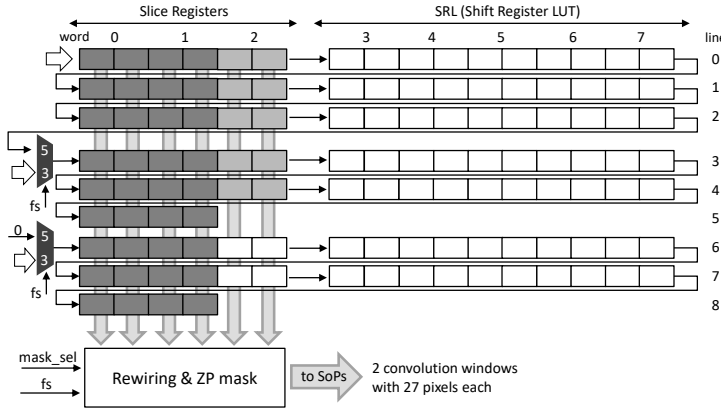 Slice Registers SRL (Shift Register LUT)
word 0 1 2 3 4 5 6 7 line
0
1
2
5
3
3
fs
4
5
0
5
6
3
fs
7
8
mask_sel
fs
Rewiring & ZP mask
to SoPs
2 convolution windows
with 27 pixels each